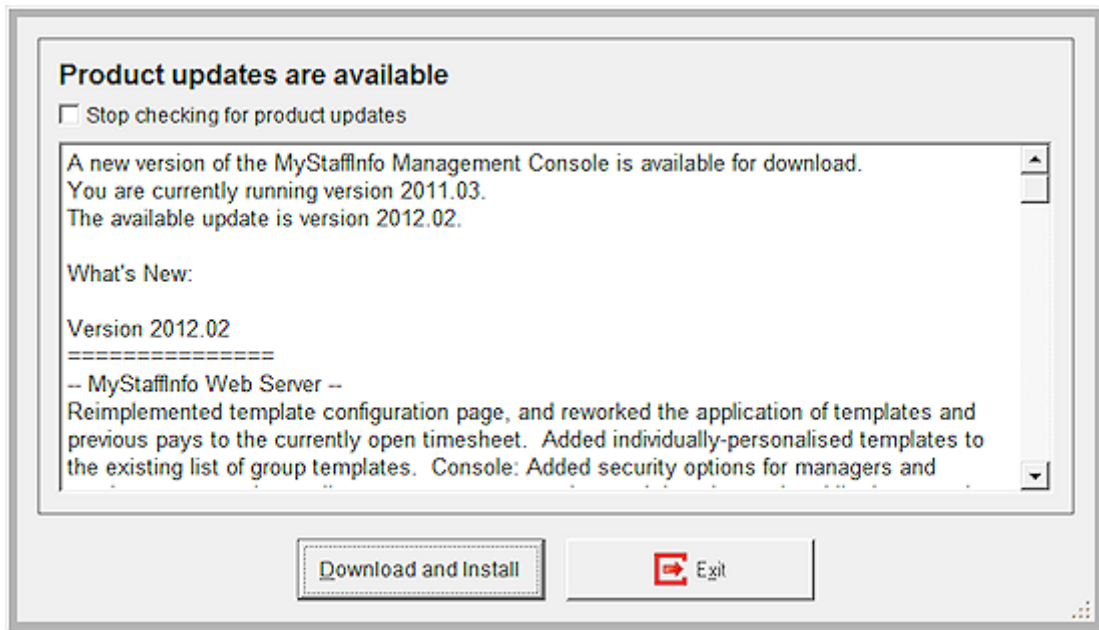 Product updates are available
Stop checking for product updates
A new version of the MyStaffInfo Management Console is available for download.
You are currently running version 2011.03.
The available update is version 2012.02.
What's New:
Version 2012.02
===============
-- MyStaffInfo Web Server --
Reimplemented template configuration page, and reworked the application of templates and
previous pays to the currently open timesheet.  Added individually-personalised templates to
the existing list of group templates.  Console: Added security options for managers and
Download and Install
Exit